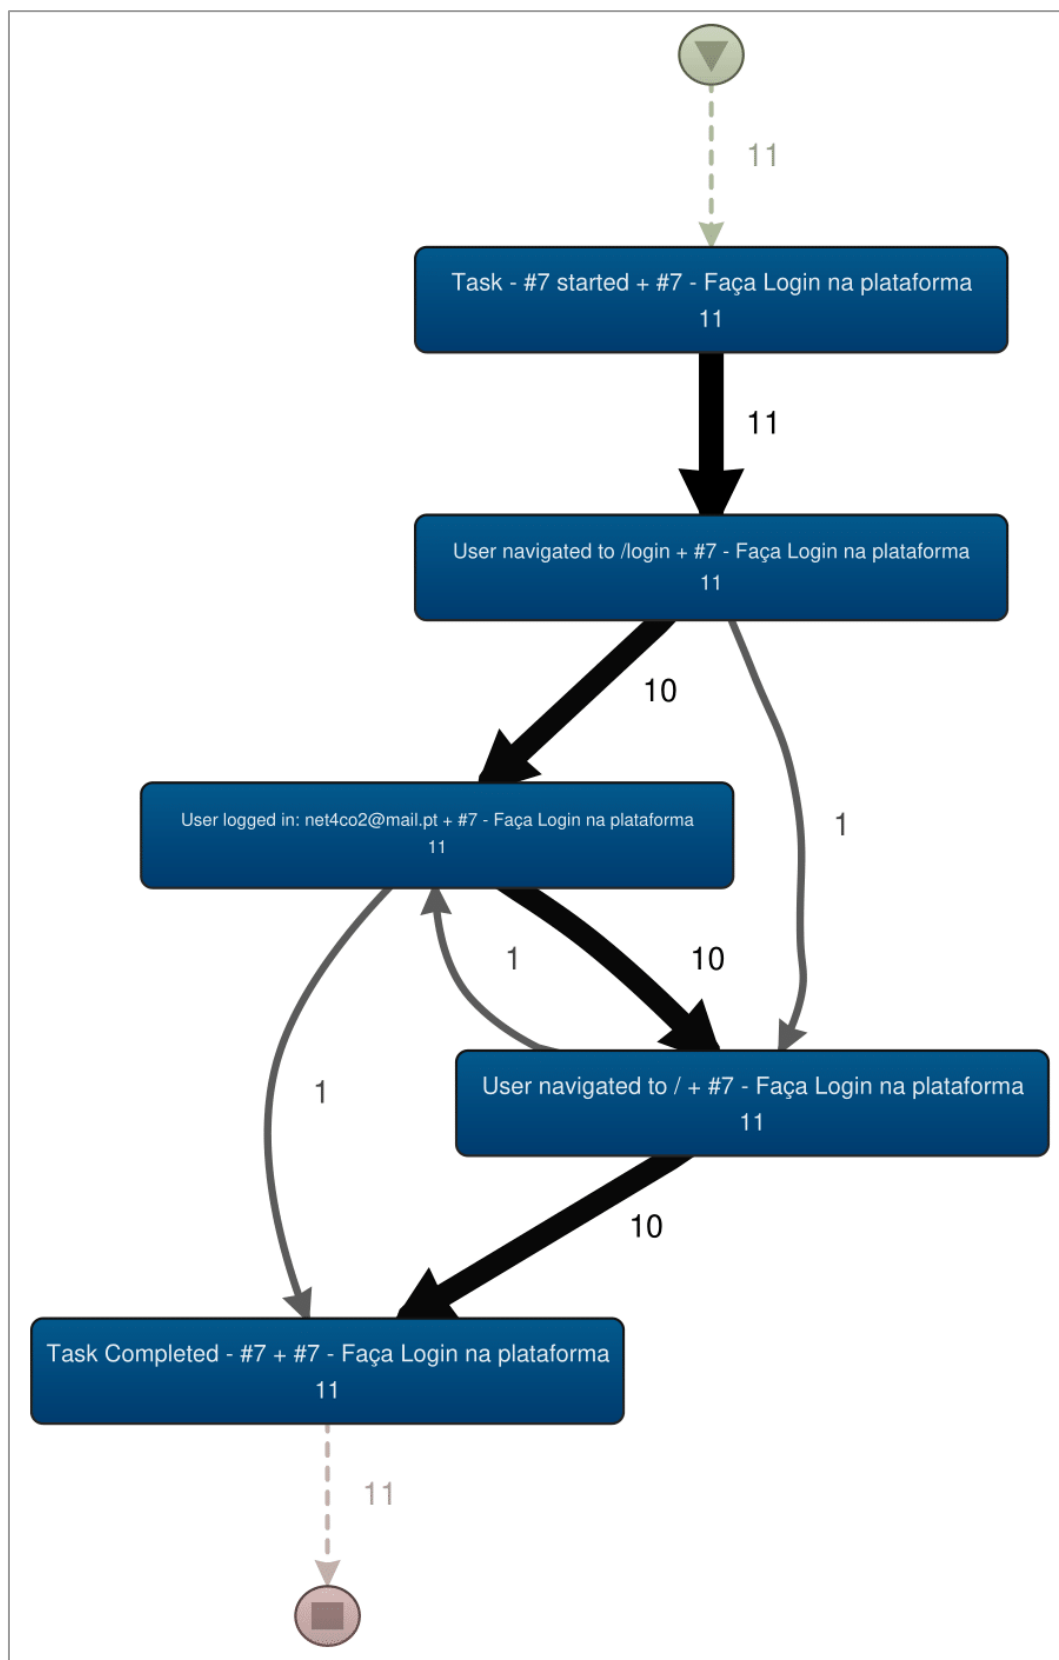 11
Task - #7 started + #7 - Faça Login na plataforma
11
11
User navigated to /login + #7 - Faça Login na plataforma
11
10
1
User logged in: net4co2@mail.pt + #7 - Faça Login na plataforma
11
1
10
1
User navigated to / + #7 - Faça Login na plataforma
11
10
Task Completed - #7 + #7 - Faça Login na plataforma
11
11